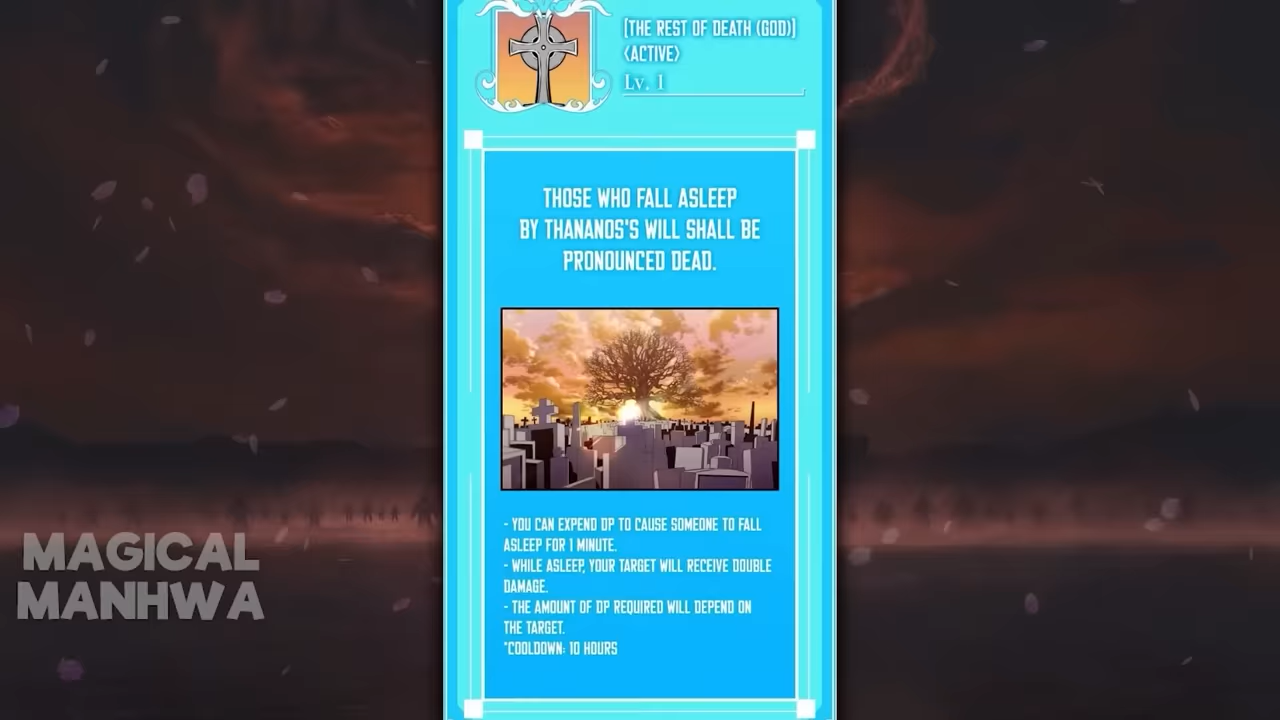 [THE REST OF DEATH (GOD)]
<ACTIVE>
Lv. 1
THOSE WHO FALL ASLEEP
BY THANANOS'S WILL SHALL BE
PRONOUNCED DEAD.
- YOU CAN EXPEND DP TO CAUSE SOMEONE TO FALL
ASLEEP FOR 1 MINUTE.
- WHILE ASLEEP, YOUR TARGET WILL RECEIVE DOUBLE
DAMAGE.
- THE AMOUNT OF DP REQUIRED WILL DEPEND ON
THE TARGET.
*COOLDOWN: 10 HOURS
MAGICAL
MANHWA